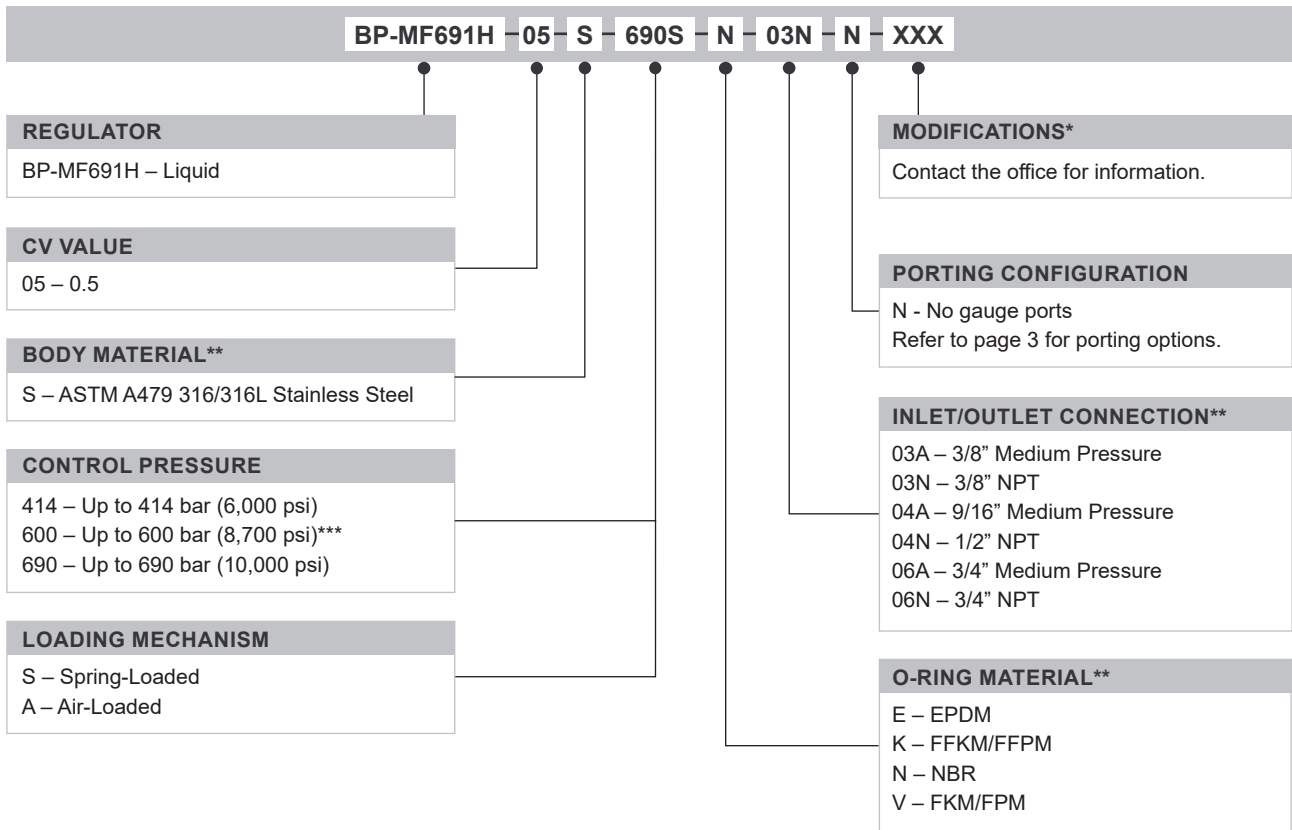 BP-MF691H 05 S 690S N 03N N XXX
REGULATOR
BP-MF691H – Liquid
CV VALUE
05 – 0.5
BODY MATERIAL**
S – ASTM A479 316/316L Stainless Steel
CONTROL PRESSURE
414 – Up to 414 bar (6,000 psi)
600 – Up to 600 bar (8,700 psi)***
690 – Up to 690 bar (10,000 psi)
LOADING MECHANISM
S – Spring-Loaded
A – Air-Loaded
MODIFICATIONS*
Contact the office for information.
PORTING CONFIGURATION
N - No gauge ports
Refer to page 3 for porting options.
INLET/OUTLET CONNECTION**
03A – 3/8” Medium Pressure
03N – 3/8” NPT
04A – 9/16” Medium Pressure
04N – 1/2” NPT
06A – 3/4” Medium Pressure
06N – 3/4” NPT
O-RING MATERIAL**
E – EPDM
K – FFKM/FFPM
N – NBR
V – FKM/FPM